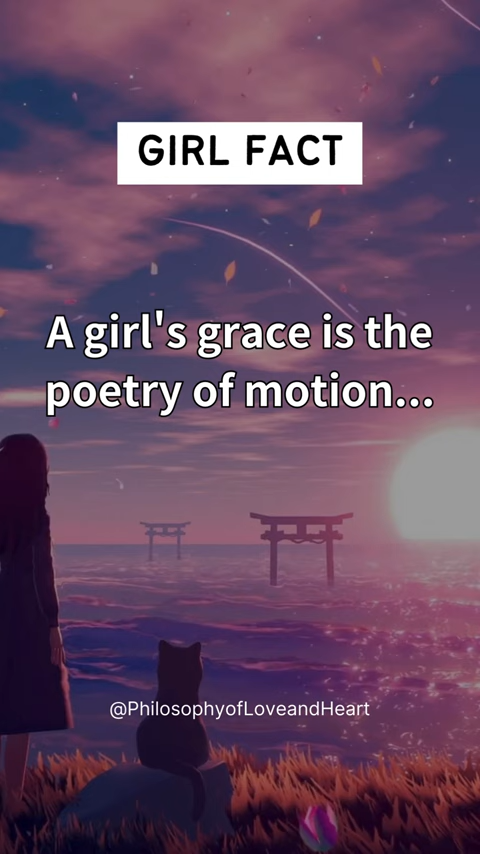 GIRL FACT
A girl's grace is the
poetry of motion...
@PhilosophyofLoveandHeart